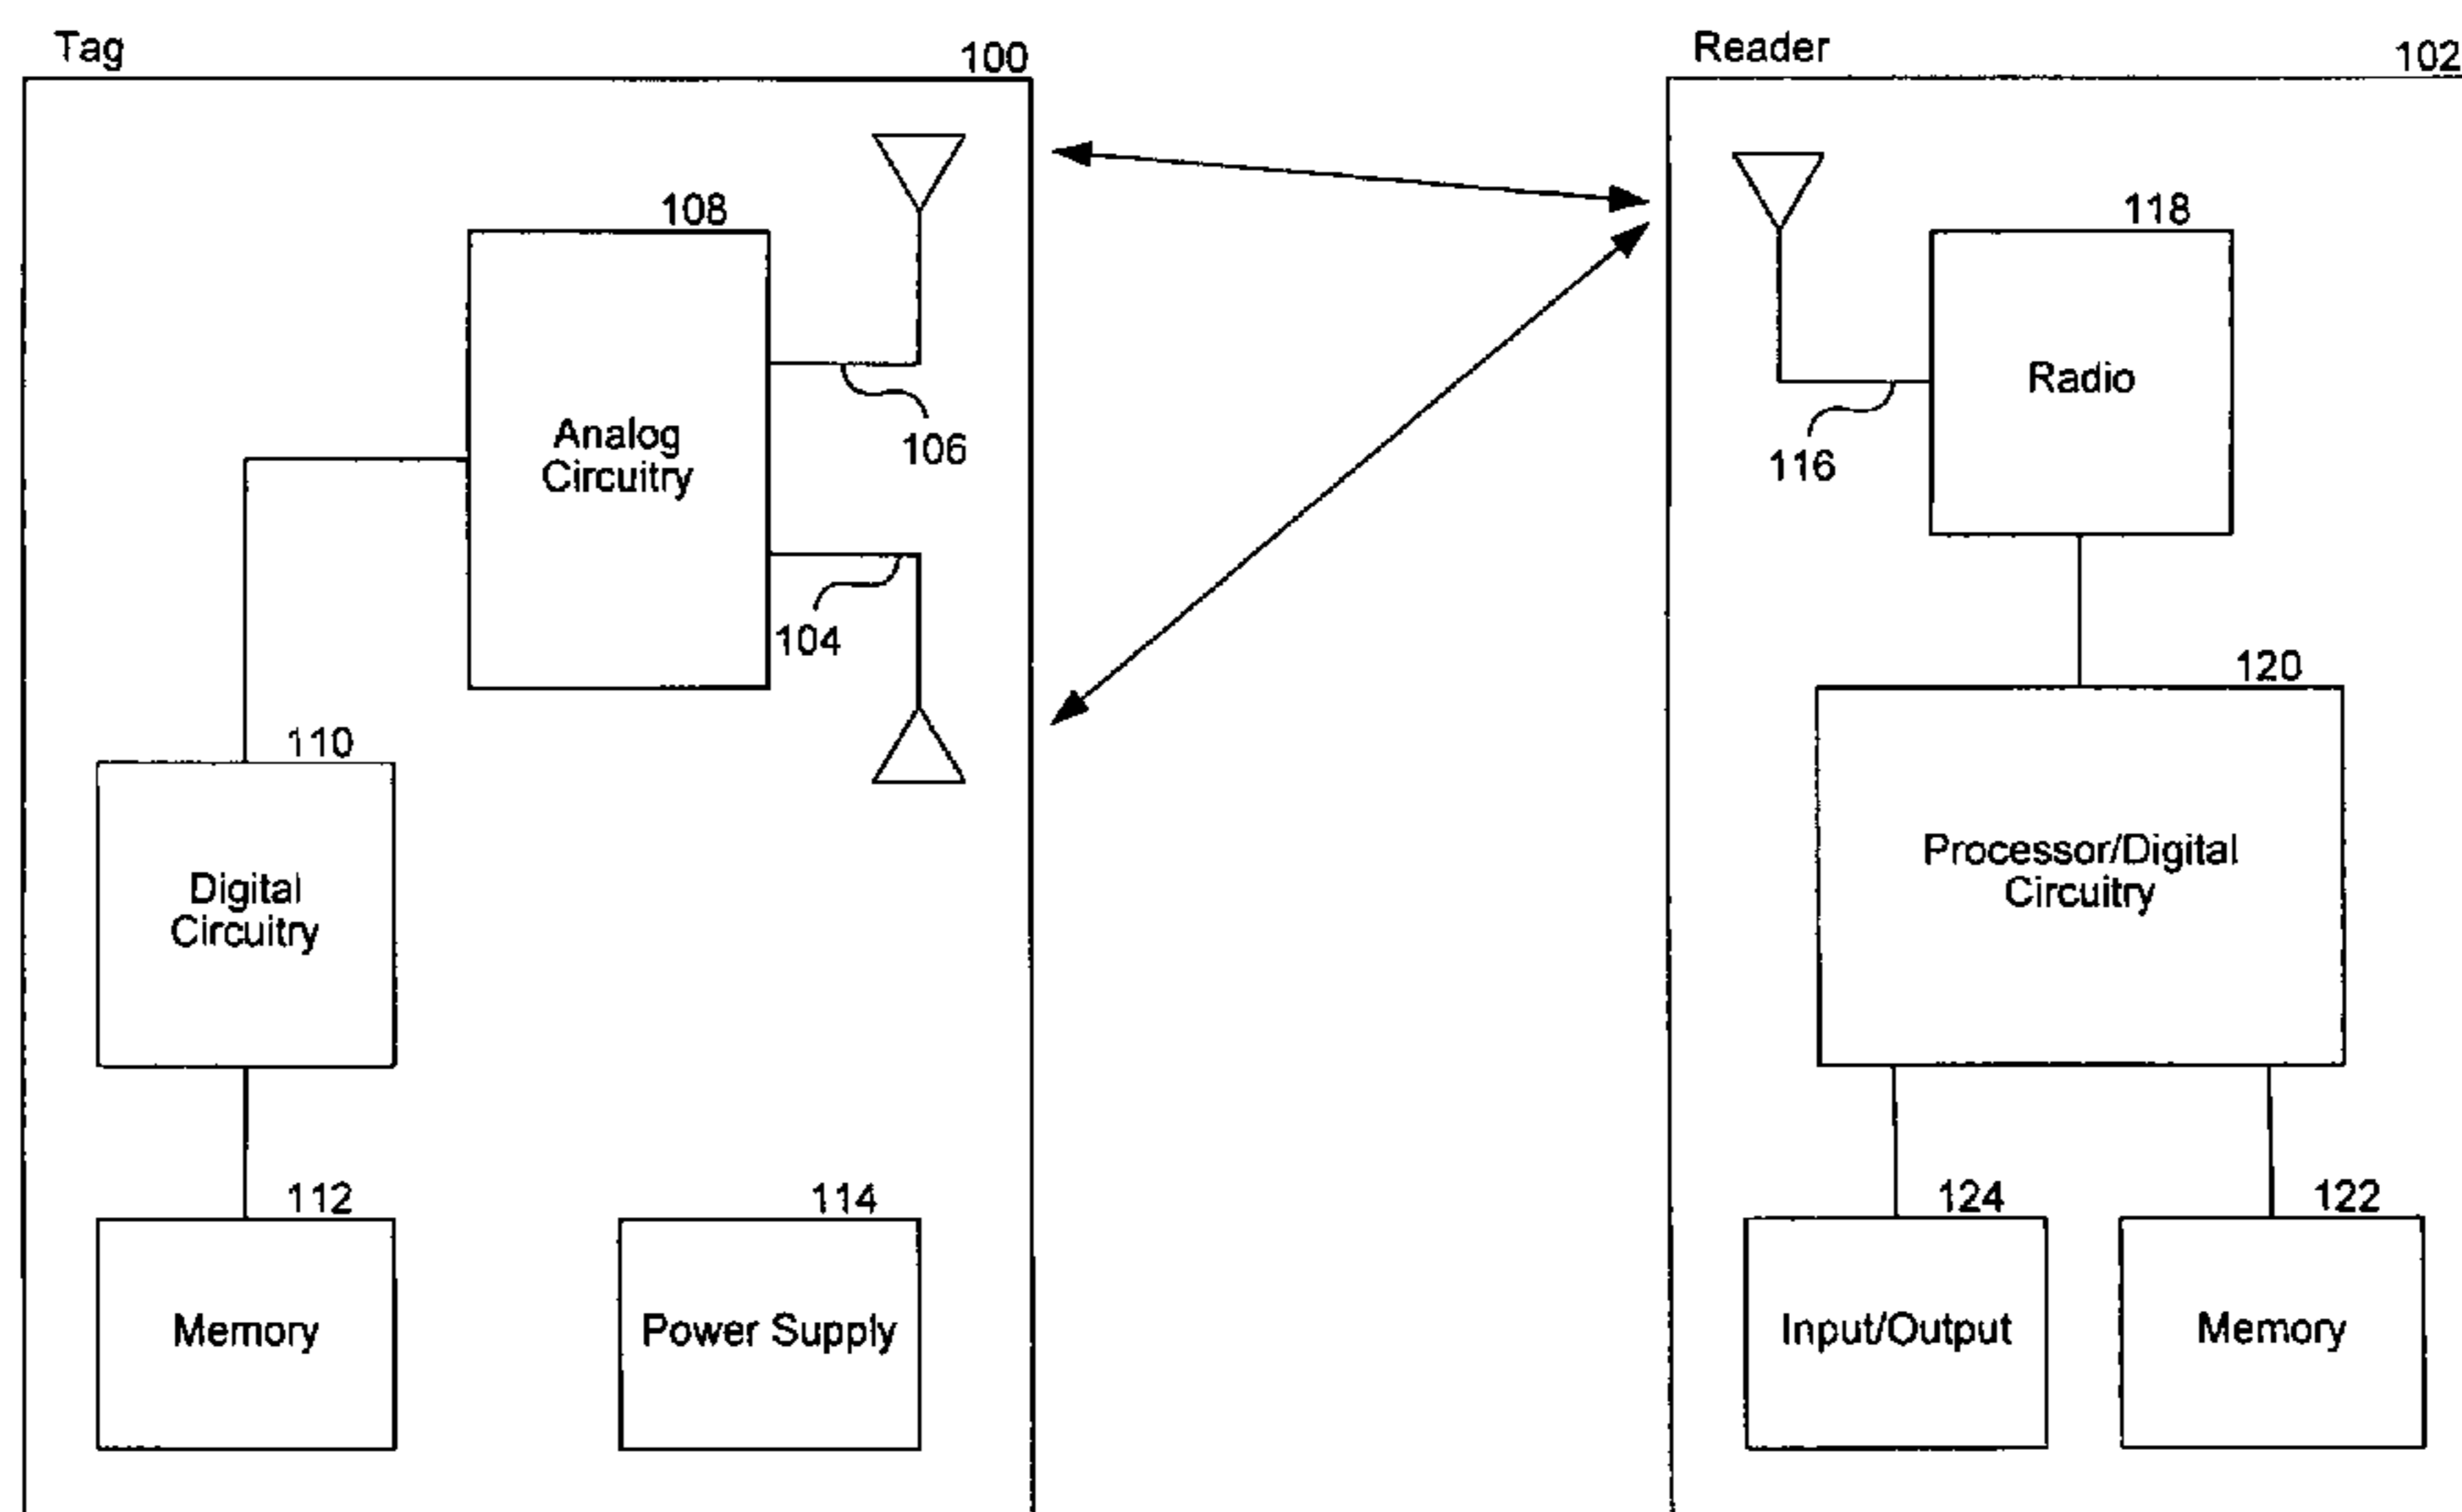 Tag
100
Reader
102
108
118
Analog
Circuitry
106
Radio
116
104
120
110
Processor/Digital
Circuitry
Digital
Circuitry
112
114
124
122
Memory
Power Supply
Input/Output
Memory